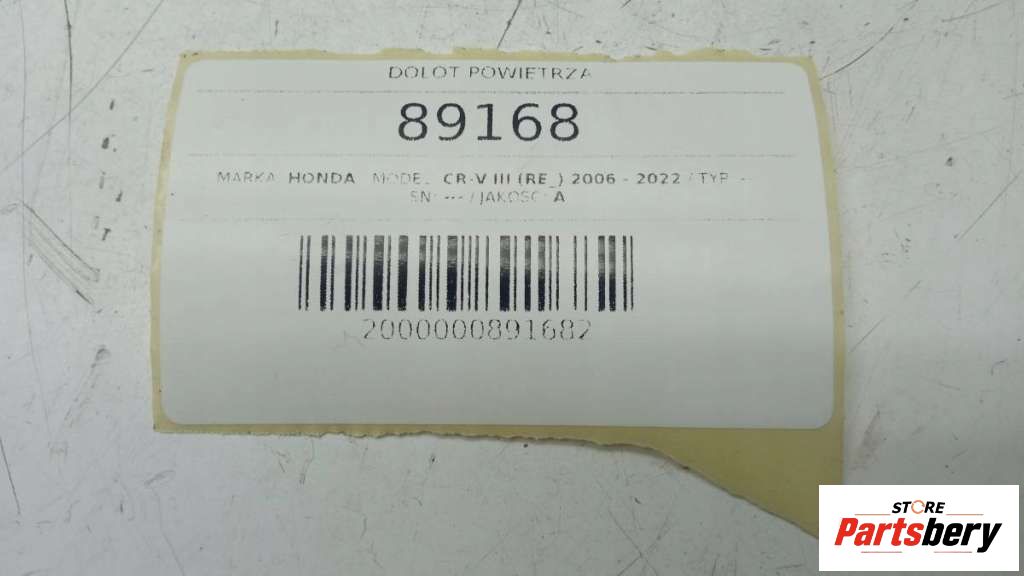 DOLOT POWIETRZA
89168
MARKA HONDA MODEL CR-V III (RE_) 2006 - 2022 / TYP ---
SN: --- / JAKOŚĆ: A
2000000891682
STORE
Partsbery